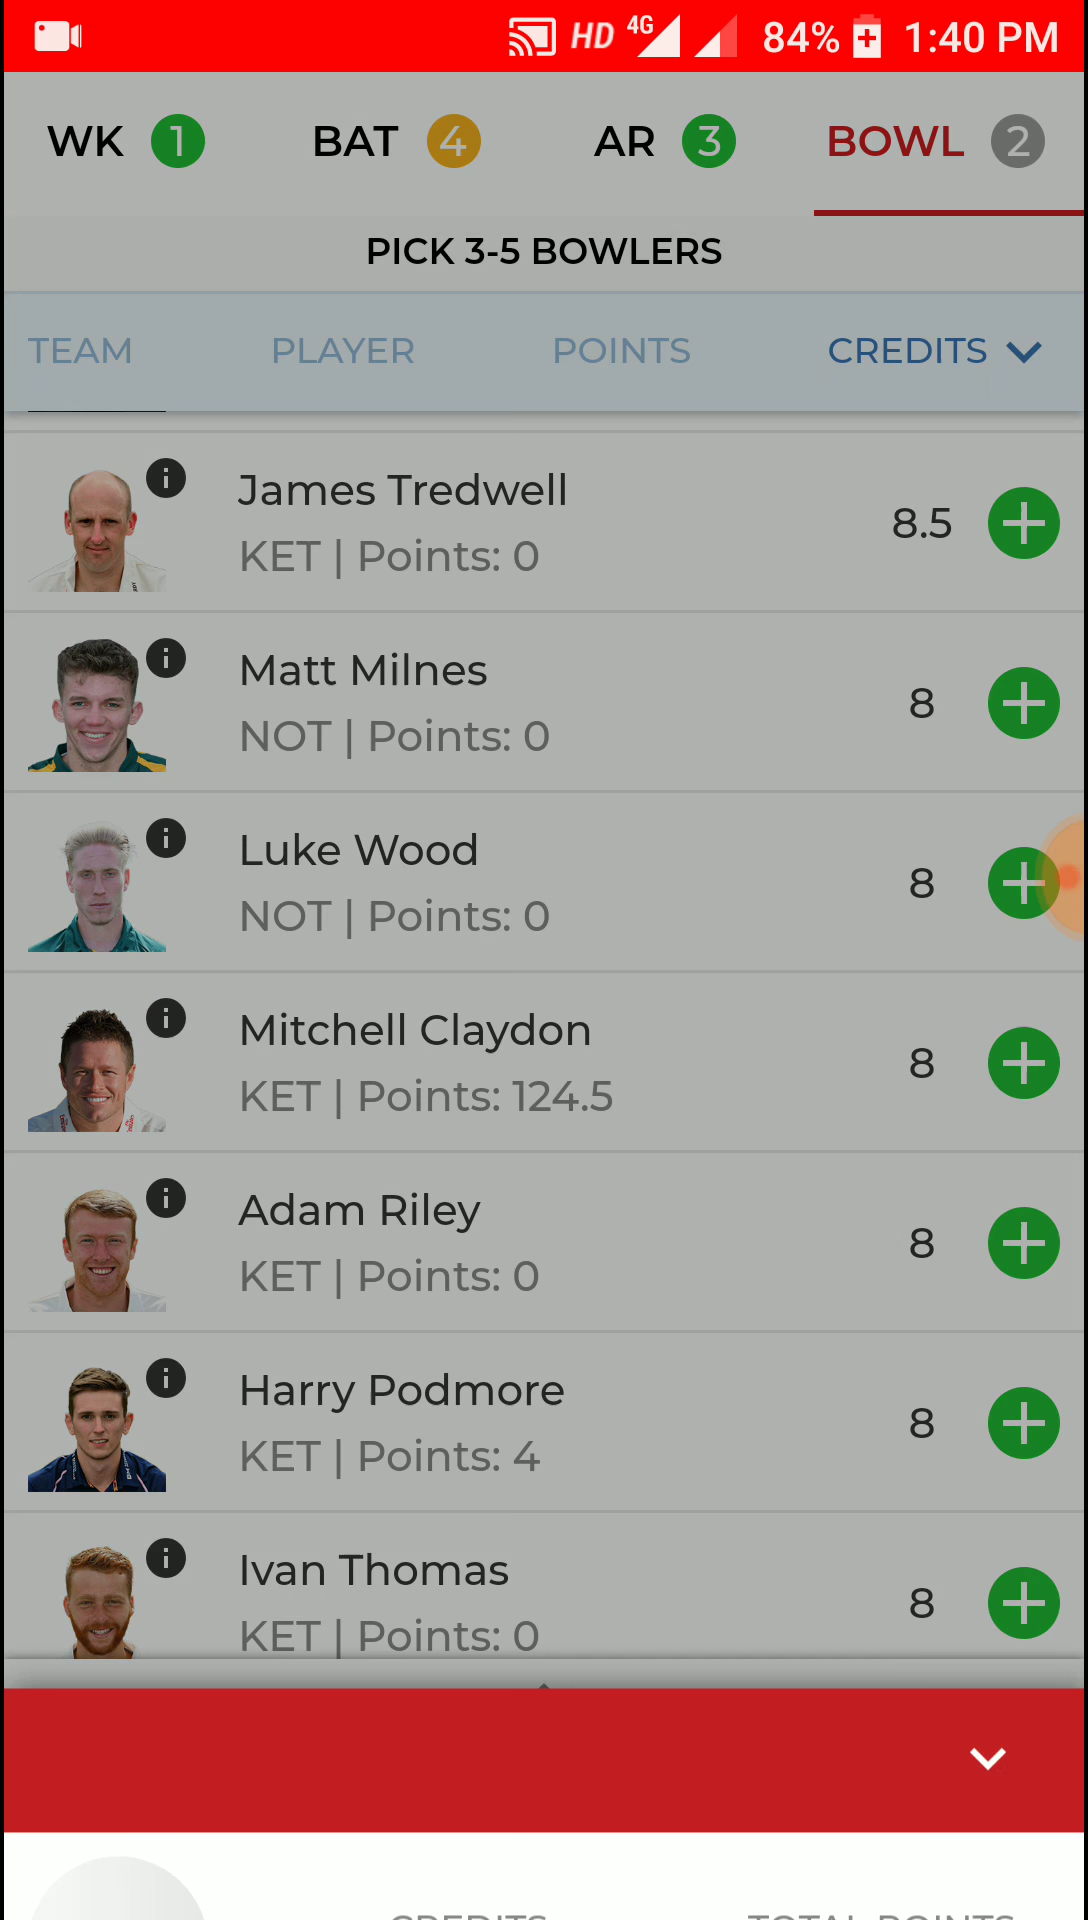 HD 4G 84% 1:40 PM
WK 1 BAT 4 AR 3 BOWL 2
PICK 3-5 BOWLERS
TEAM PLAYER POINTS CREDITS
James Tredwell
8.5
KET | Points: 0
Matt Milnes
8
NOT | Points: 0
Luke Wood
8
NOT | Points: 0
Mitchell Claydon
8
KET | Points: 124.5
Adam Riley
8
KET | Points: 0
Harry Podmore
8
KET | Points: 4
Ivan Thomas
8
KET | Points: 0
CREDITS TOTAL POINTS